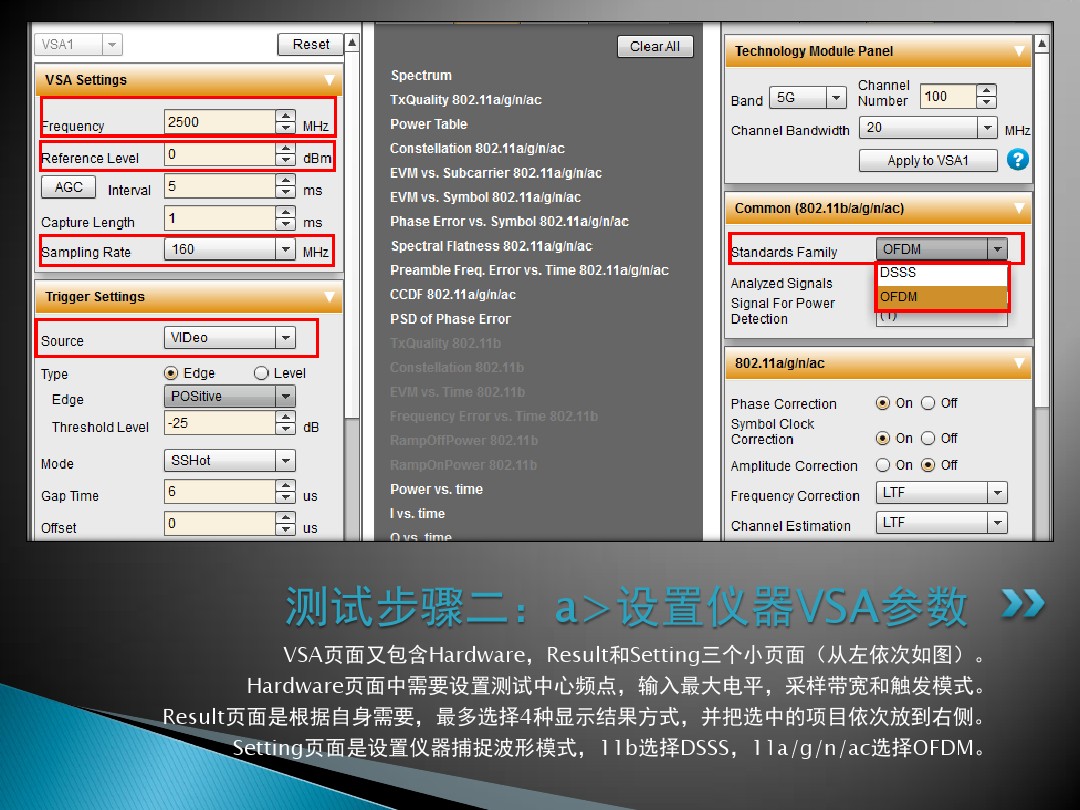 VSA1
Reset
VSA Settings
Frequency 2500 MHz
Reference Level 0 dBm
AGC Interval 5 ms
Capture Length 1 ms
Sampling Rate 160 MHz
Trigger Settings
Source VIDeo
Type Edge Level
Edge POSitive
Threshold Level -25 dB
Mode SSHot
Gap Time 6 us
Offset 0 us
Clear All
Spectrum
TxQuality 802.11a/g/n/ac
Power Table
Constellation 802.11a/g/n/ac
EVM vs. Subcarrier 802.11a/g/n/ac
EVM vs. Symbol 802.11a/g/n/ac
Phase Error vs. Symbol 802.11a/g/n/ac
Spectral Flatness 802.11a/g/n/ac
Preamble Freq. Error vs. Time 802.11a/g/n/ac
CCDF 802.11a/g/n/ac
PSD of Phase Error
TxQuality 802.11b
Constellation 802.11b
EVM vs. Time 802.11b
Frequency Error vs. Time 802.11b
RampOffPower 802.11b
RampOnPower 802.11b
Power vs. time
I vs. time
Q vs. time
Technology Module Panel
Band 5G Channel Number 100
Channel Bandwidth 20 MHz
Apply to VSA1 ?
Common (802.11b/a/g/n/ac)
Standards Family OFDM
DSSS
Analyzed Signals
OFDM
Signal For Power
Detection (1)
802.11a/g/n/ac
Phase Correction On Off
Symbol Clock
Correction On Off
Amplitude Correction On Off
Frequency Correction LTF
Channel Estimation LTF
测试步骤二：a>设置仪器VSA参数
VSA页面又包含Hardware，Result和Setting三个小页面（从左依次如图）。
Hardware页面中需要设置测试中心频点，输入最大电平，采样带宽和触发模式。
Result页面是根据自身需要，最多选择4种显示结果方式，并把选中的项目依次放到右侧。
Setting页面是设置仪器捕捉波形模式，11b选择DSSS，11a/g/n/ac选择OFDM。